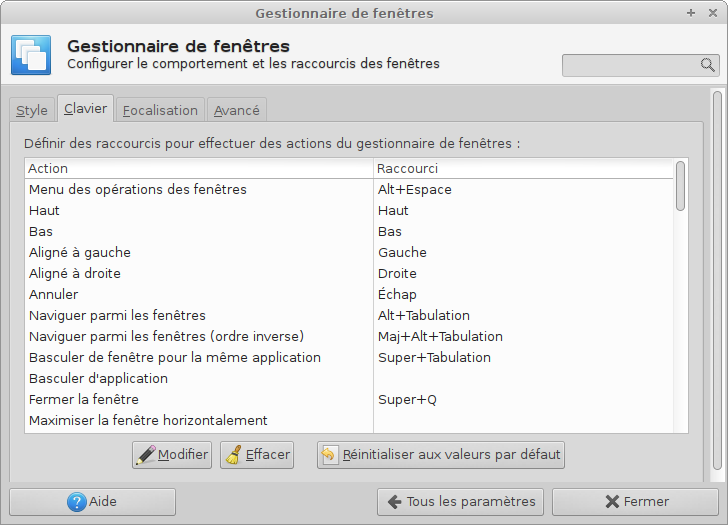 Gestionnaire de fenêtres
Gestionnaire de fenêtres
Configurer le comportement et les raccourcis des fenêtres
Style Clavier Focalisation Avancé
Définir des raccourcis pour effectuer des actions du gestionnaire de fenêtres :
Action Raccourci
Menu des opérations des fenêtres Alt+Espace
Haut Haut
Bas Bas
Aligné à gauche Gauche
Aligné à droite Droite
Annuler Échap
Naviguer parmi les fenêtres Alt+Tabulation
Naviguer parmi les fenêtres (ordre inverse) Maj+Alt+Tabulation
Basculer de fenêtre pour la même application Super+Tabulation
Basculer d'application
Fermer la fenêtre Super+Q
Maximiser la fenêtre horizontalement
Modifier Effacer Réinitialiser aux valeurs par défaut
Aide Tous les paramètres Fermer